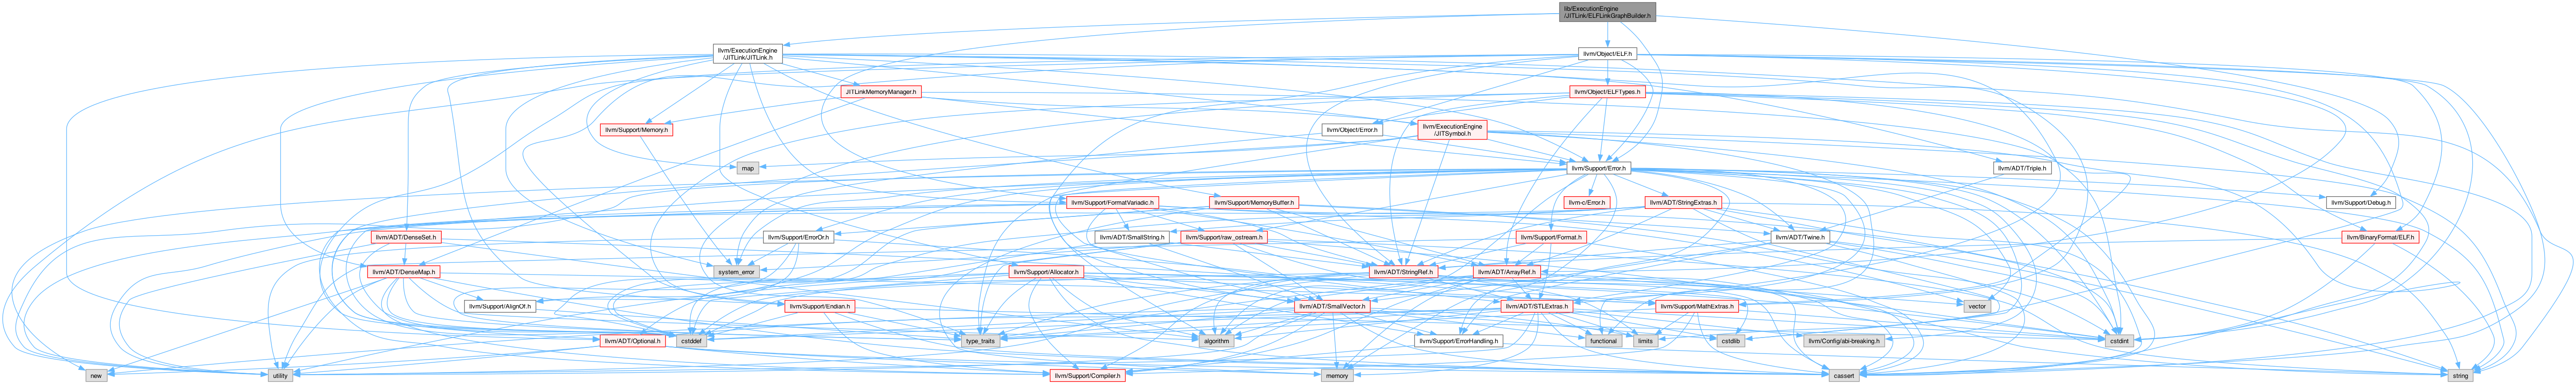 lib/ExecutionEngine
/JITLink/ELFLinkGraphBuilder.h
llvm/ExecutionEngine
/JITLink/JITLink.h
llvm/Object/ELF.h
JITLinkMemoryManager.h
llvm/Object/ELFTypes.h
llvm/Support/Memory.h
llvm/Object/Error.h
llvm/ExecutionEngine
/JITSymbol.h
map
llvm/Support/Error.h
llvm/ADT/Triple.h
llvm/Support/FormatVariadic.h
llvm/Support/MemoryBuffer.h
llvm-c/Error.h
llvm/ADT/StringExtras.h
llvm/Support/Debug.h
llvm/ADT/DenseSet.h
llvm/Support/ErrorOr.h
llvm/ADT/SmallString.h
llvm/Support/raw_ostream.h
llvm/Support/Format.h
llvm/ADT/Twine.h
llvm/BinaryFormat/ELF.h
llvm/ADT/DenseMap.h
system_error
llvm/Support/Allocator.h
llvm/ADT/StringRef.h
llvm/ADT/ArrayRef.h
llvm/Support/AlignOf.h
llvm/Support/Endian.h
llvm/ADT/SmallVector.h
llvm/ADT/STLExtras.h
llvm/Support/MathExtras.h
vector
llvm/ADT/Optional.h
cstddef
type_traits
algorithm
llvm/Support/ErrorHandling.h
functional
limits
cstdlib
llvm/Config/abi-breaking.h
cstdint
new
utility
llvm/Support/Compiler.h
memory
cassert
string